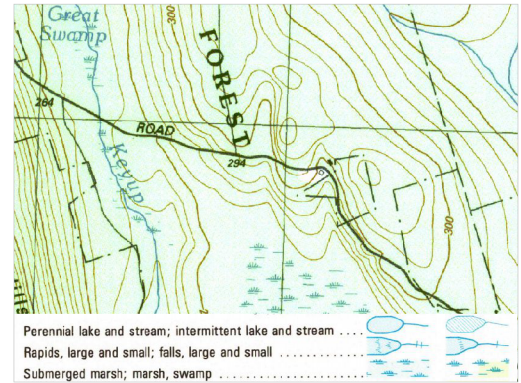 Great
Swamp
300
FOREST
264
ROAD
Keyup
294
300
Perennial lake and stream; intermittent lake and stream ....
Rapids, large and small; falls, large and small ............
Submerged marsh; marsh, swamp ....................